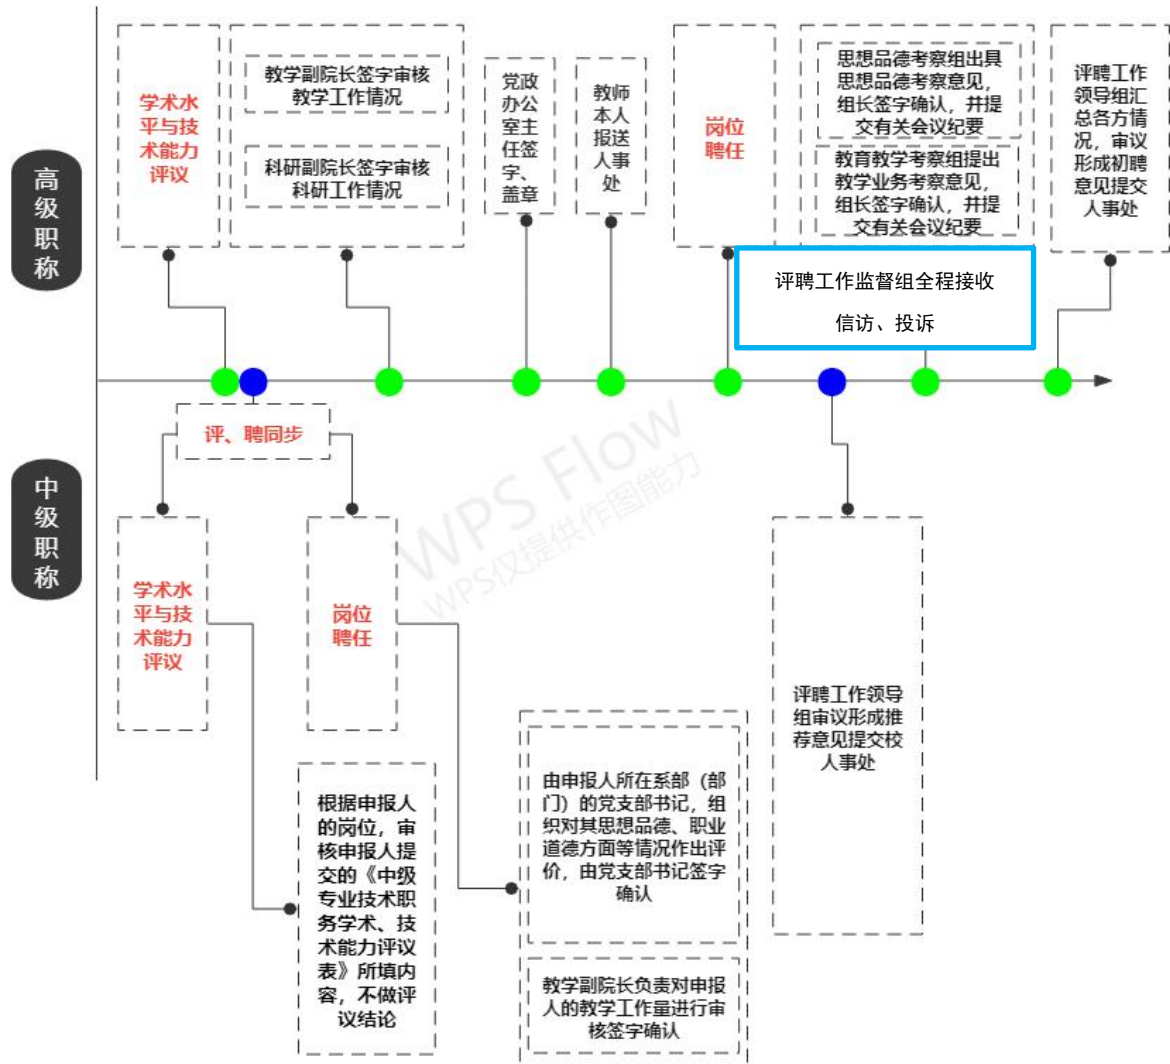 高
级
职
称
学术水
平与技
术能力
评议
教学副院长签字审核
教学工作情况
科研副院长签字审核
科研工作情况
党政
办公
室主
任签
字、
盖章
教师
本人
报送
人事
处
岗位
聘任
思想品德考察组出具
思想品德考察意见，
组长签字确认，并提
交有关会议纪要
教育教学考察组提出
教学业务考察意见，
组长签字确认，并提
交有关会议纪要
评聘工作
领导组汇
总各方情
况，审议
形成初聘
意见提交
人事处
评聘工作监督组全程接收
信访、投诉
中
级
职
称
评、聘同步
学术水
平与技
术能力
评议
岗位
聘任
根据申报人
的岗位，审
核申报人提
交的《中级
专业技术职
务学术、技
术能力评议
表》所填内
容，不做评
议结论
由申报人所在系部（部
门）的党支部书记，组
织对其思想品德、职业
道德方面等情况作出评
价，由党支部书记签字
确认
教学副院长负责对申报
人的教学工作量进行审
核签字确认
评聘工作领导
组审议形成推
荐意见提交校
人事处
WPS Flow
WPS仅提供作图能力